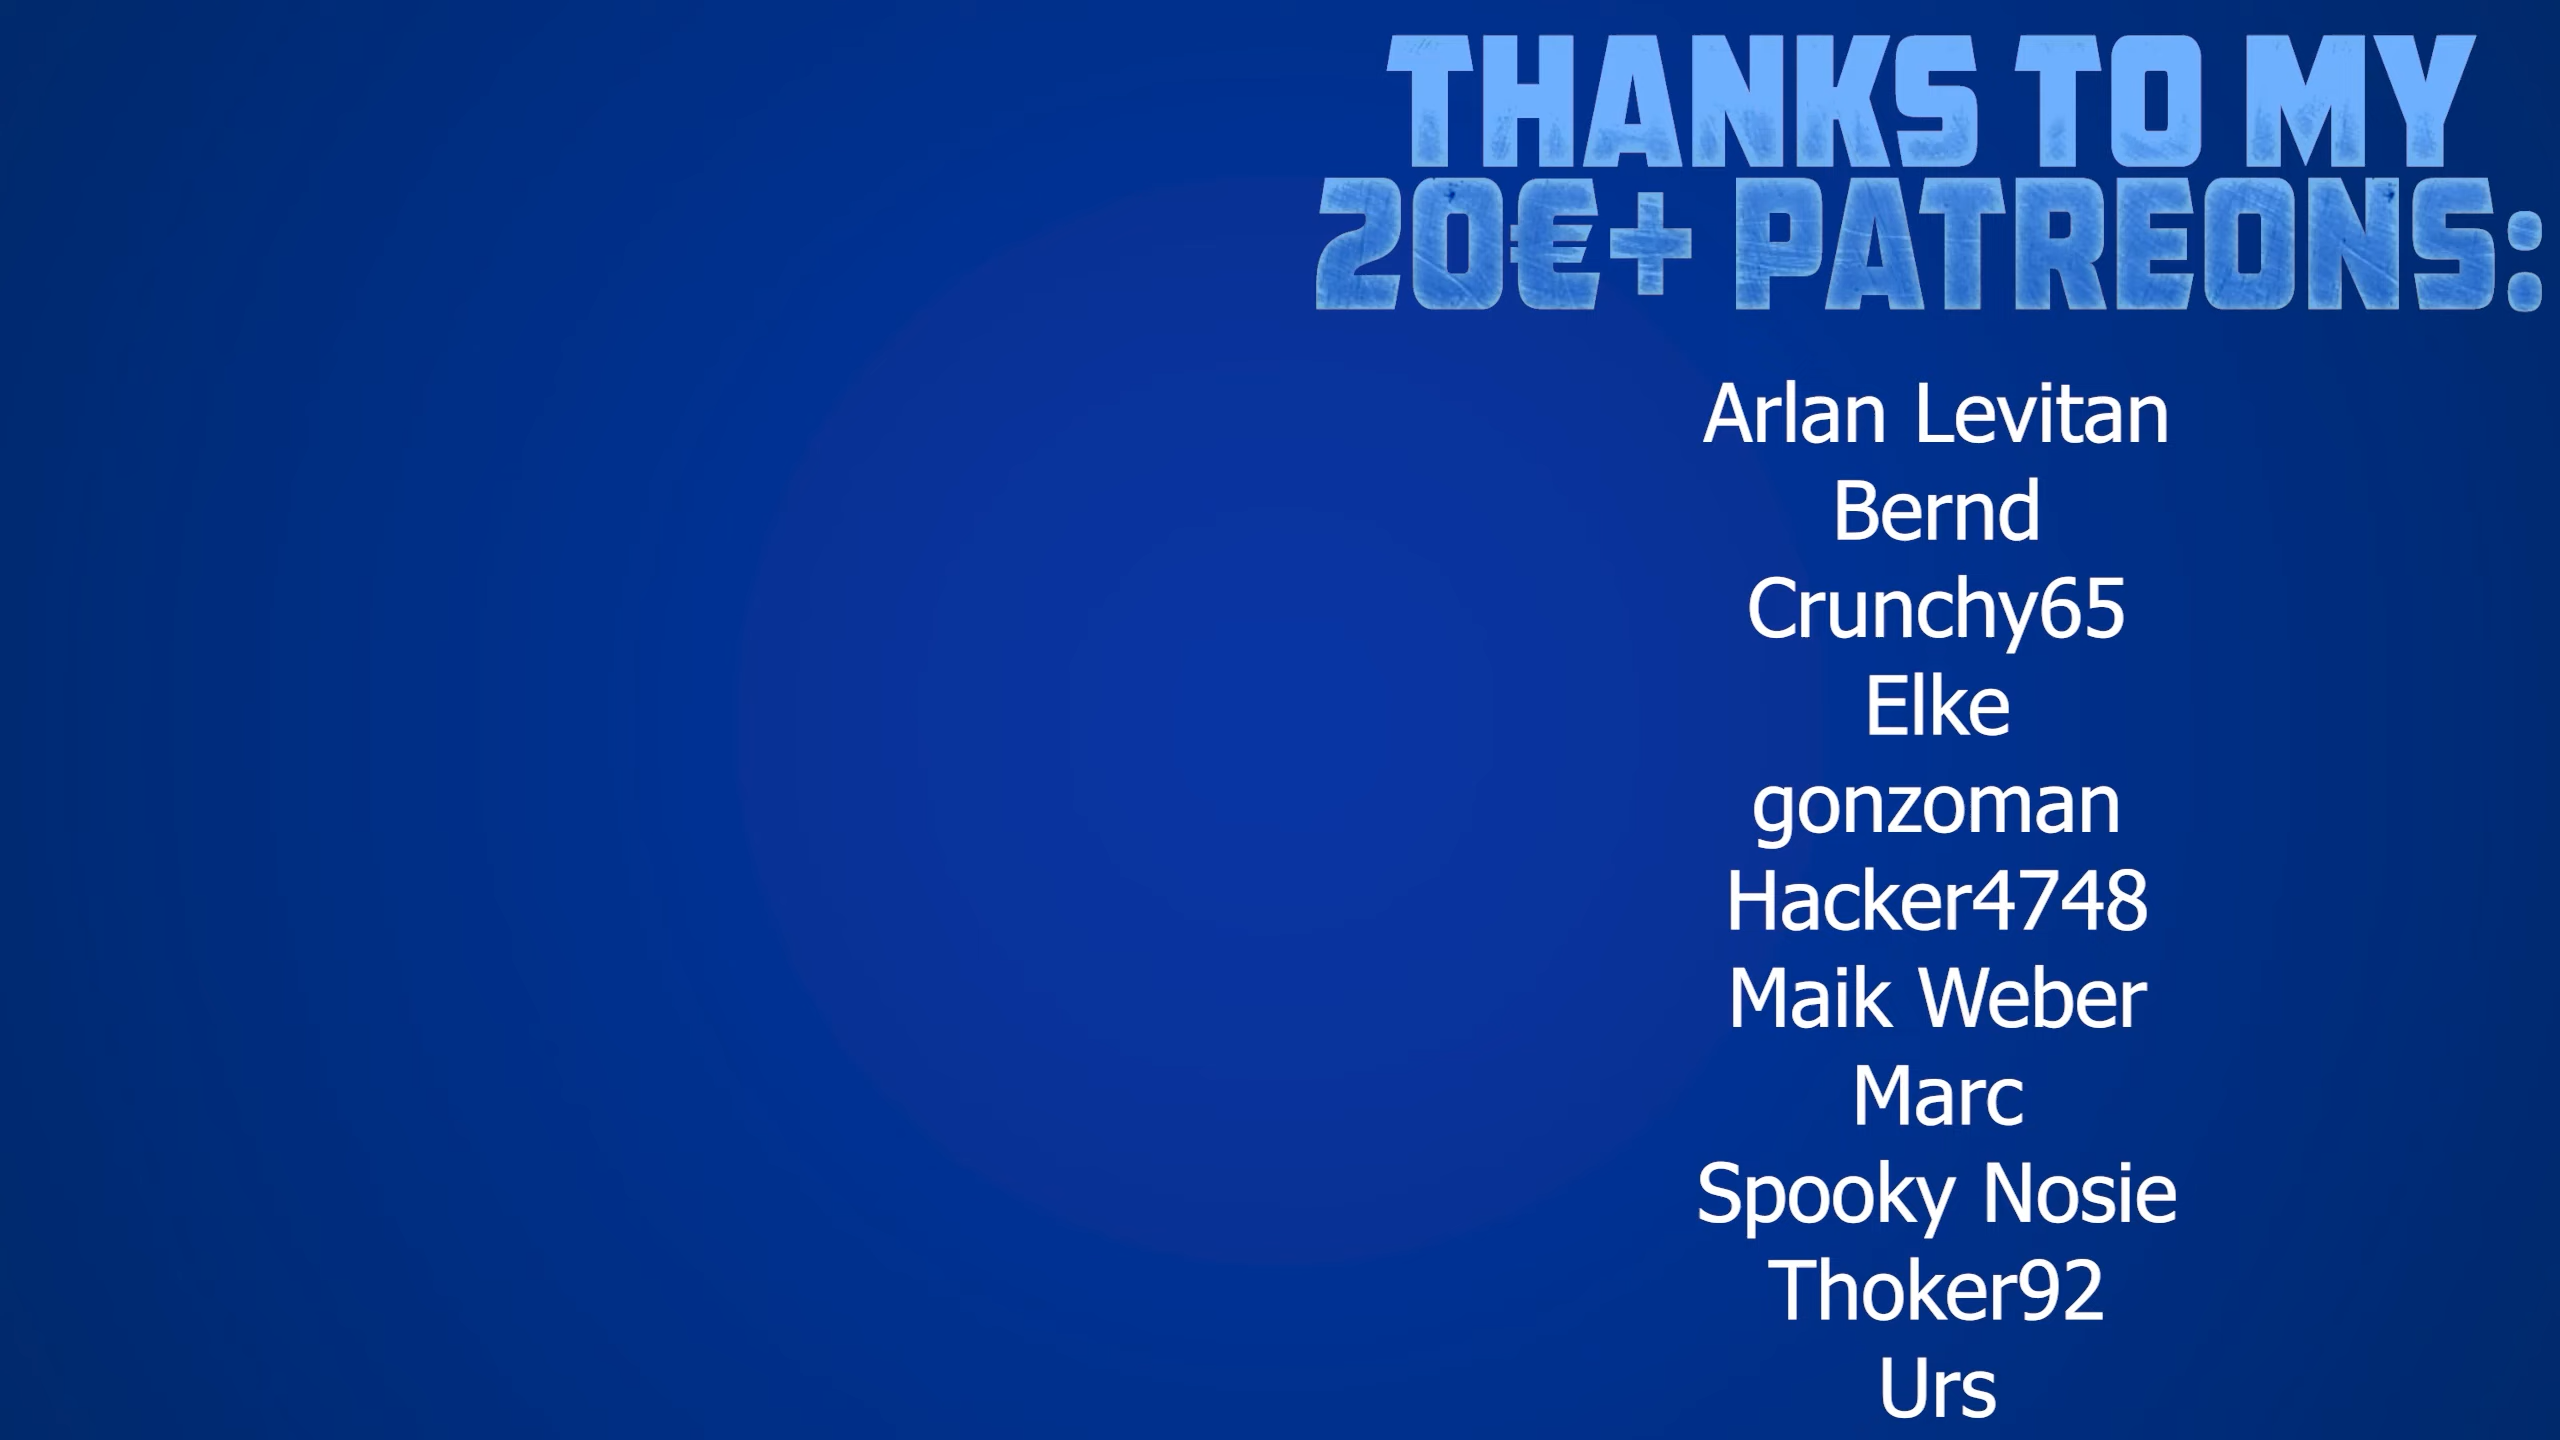 THANKS TO MY
20€+ PATREONS:
Arlan Levitan
Bernd
Crunchy65
Elke
gonzoman
Hacker4748
Maik Weber
Marc
Spooky Nosie
Thoker92
Urs